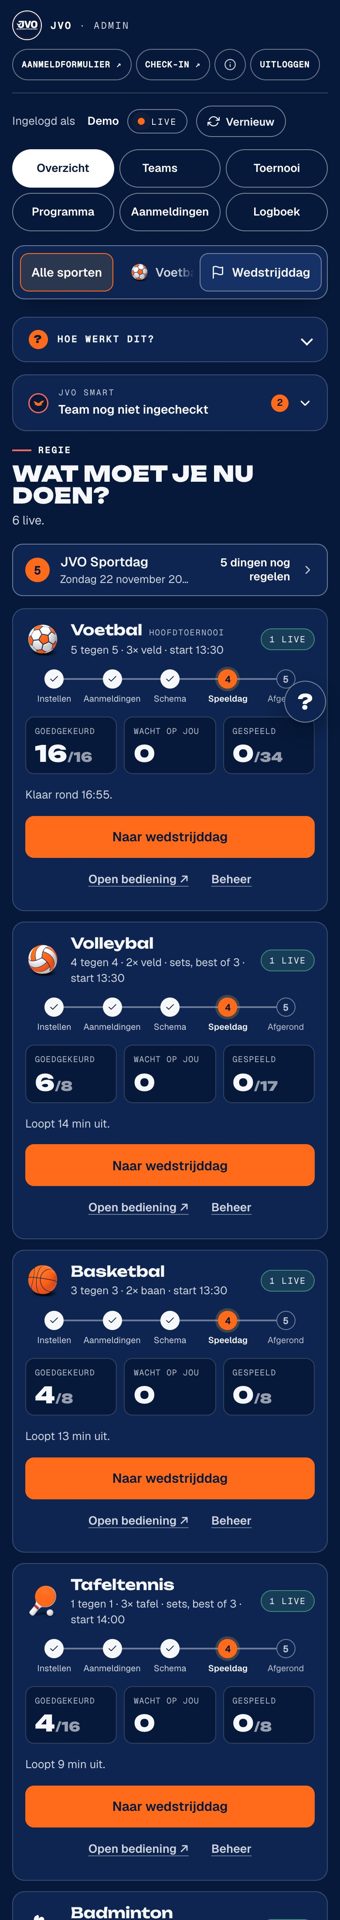 JVO JVO · ADMIN
AANMELDFORMULIER ↗ CHECK-IN ↗ UITLOGGEN
Ingelogd als Demo LIVE Vernieuw
Overzicht Teams Toernooi
Programma Aanmeldingen Logboek
Alle sporten Voetb Wedstrijddag
? HOE WERKT DIT?
JVO SMART
Team nog niet ingecheckt 2
REGIE
WAT MOET JE NU
DOEN?
6 live.
5 JVO Sportdag 5 dingen nog
Zondag 22 november 20... regelen
Voetbal HOOFDTOERNOOI 1 LIVE
5 tegen 5 · 3× veld · start 13:30
4 5
Instellen Aanmeldingen Schema Speeldag Afge
?
GOEDGEKEURD WACHT OP JOU GESPEELD
16/16 0 0/34
Klaar rond 16:55.
Naar wedstrijddag
Open bediening ↗ Beheer
Volleybal 1 LIVE
4 tegen 4 · 2× veld · sets, best of 3 ·
start 13:30
4 5
Instellen Aanmeldingen Schema Speeldag Afgerond
GOEDGEKEURD WACHT OP JOU GESPEELD
6/8 0 0/17
Loopt 14 min uit.
Naar wedstrijddag
Open bediening ↗ Beheer
Basketbal 1 LIVE
3 tegen 3 · 2× baan · start 13:30
4 5
Instellen Aanmeldingen Schema Speeldag Afgerond
GOEDGEKEURD WACHT OP JOU GESPEELD
4/8 0 0/8
Loopt 13 min uit.
Naar wedstrijddag
Open bediening ↗ Beheer
Tafeltennis 1 LIVE
1 tegen 1 · 3× tafel · sets, best of 3 ·
start 14:00
4 5
Instellen Aanmeldingen Schema Speeldag Afgerond
GOEDGEKEURD WACHT OP JOU GESPEELD
4/16 0 0/8
Loopt 9 min uit.
Naar wedstrijddag
Open bediening ↗ Beheer
Badminton